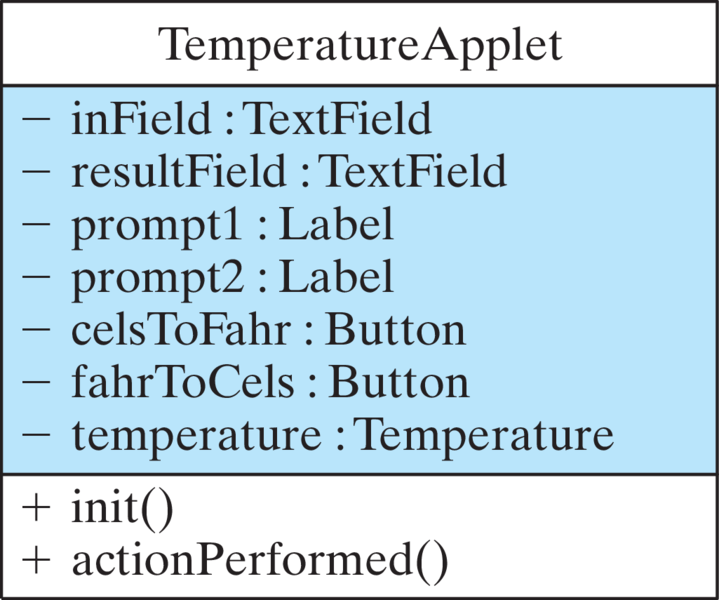 TemperatureApplet
− inField : TextField
− resultField : TextField
− prompt1 : Label
− prompt2 : Label
− celsToFahr : Button
− fahrToCels : Button
− temperature : Temperature
+ init()
+ actionPerformed()